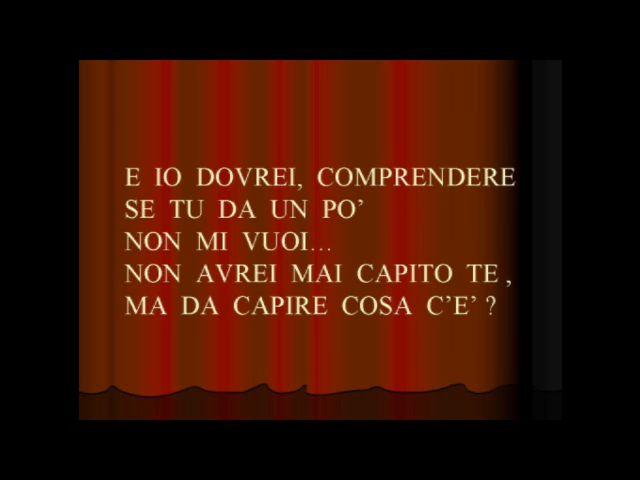 E IO DOVREI, COMPRENDERE
SE TU DA UN PO'
NON MI VUOI...
NON AVREI MAI CAPITO TE ,
MA DA CAPIRE COSA C'E' ?